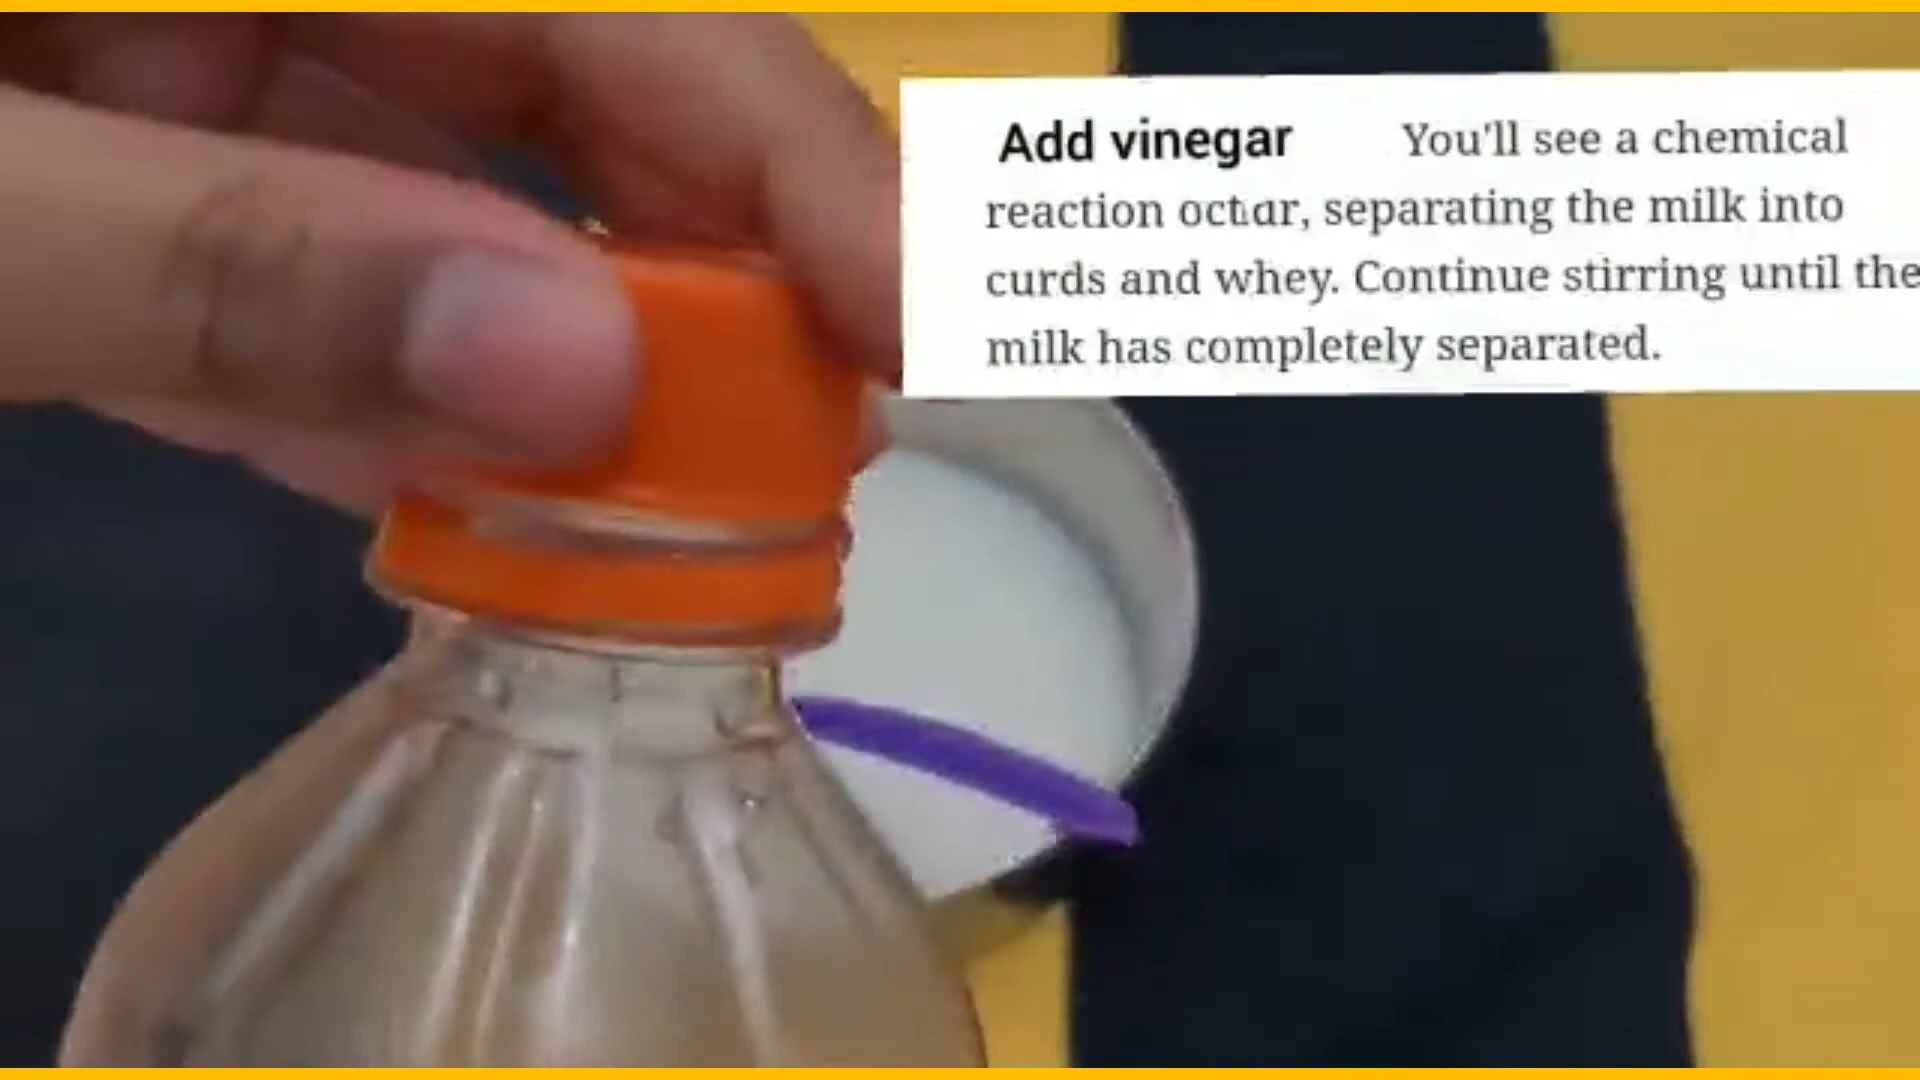 Add vinegar You'll see a chemical
reaction octar, separating the milk into
curds and whey. Continue stirring until the
milk has completely separated.